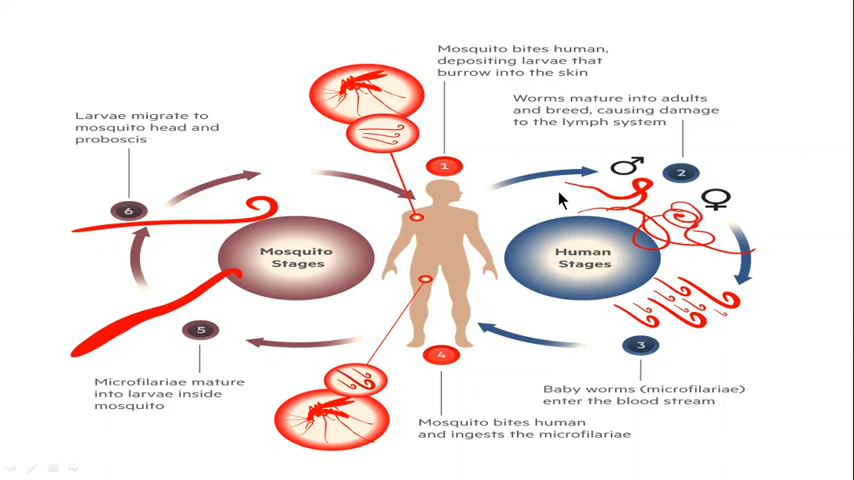 Mosquito bites human,
depositing larvae that
burrow into the skin
Worms mature into adults
and breed, causing damage
to the lymph system
Larvae migrate to
mosquito head and
proboscis
1
2
6
Mosquito
Stages
Human
Stages
5
3
4
Microfilariae mature
into larvae inside
mosquito
Baby worms (microfilariae)
enter the blood stream
Mosquito bites human
and ingests the microfilariae